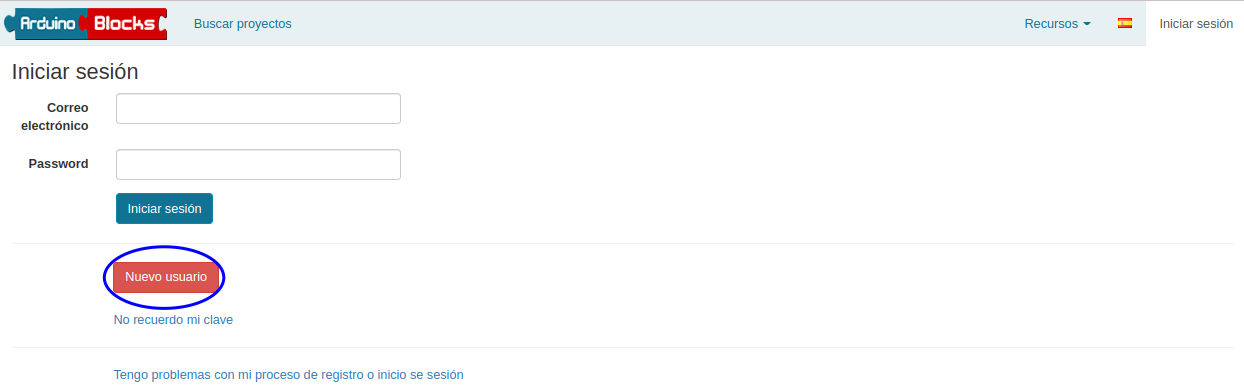 Arduino Blocks Buscar proyectos Recursos Iniciar sesión
Iniciar sesión
Correo
electrónico
Password
Iniciar sesión
Nuevo usuario
No recuerdo mi clave
Tengo problemas con mi proceso de registro o inicio se sesión